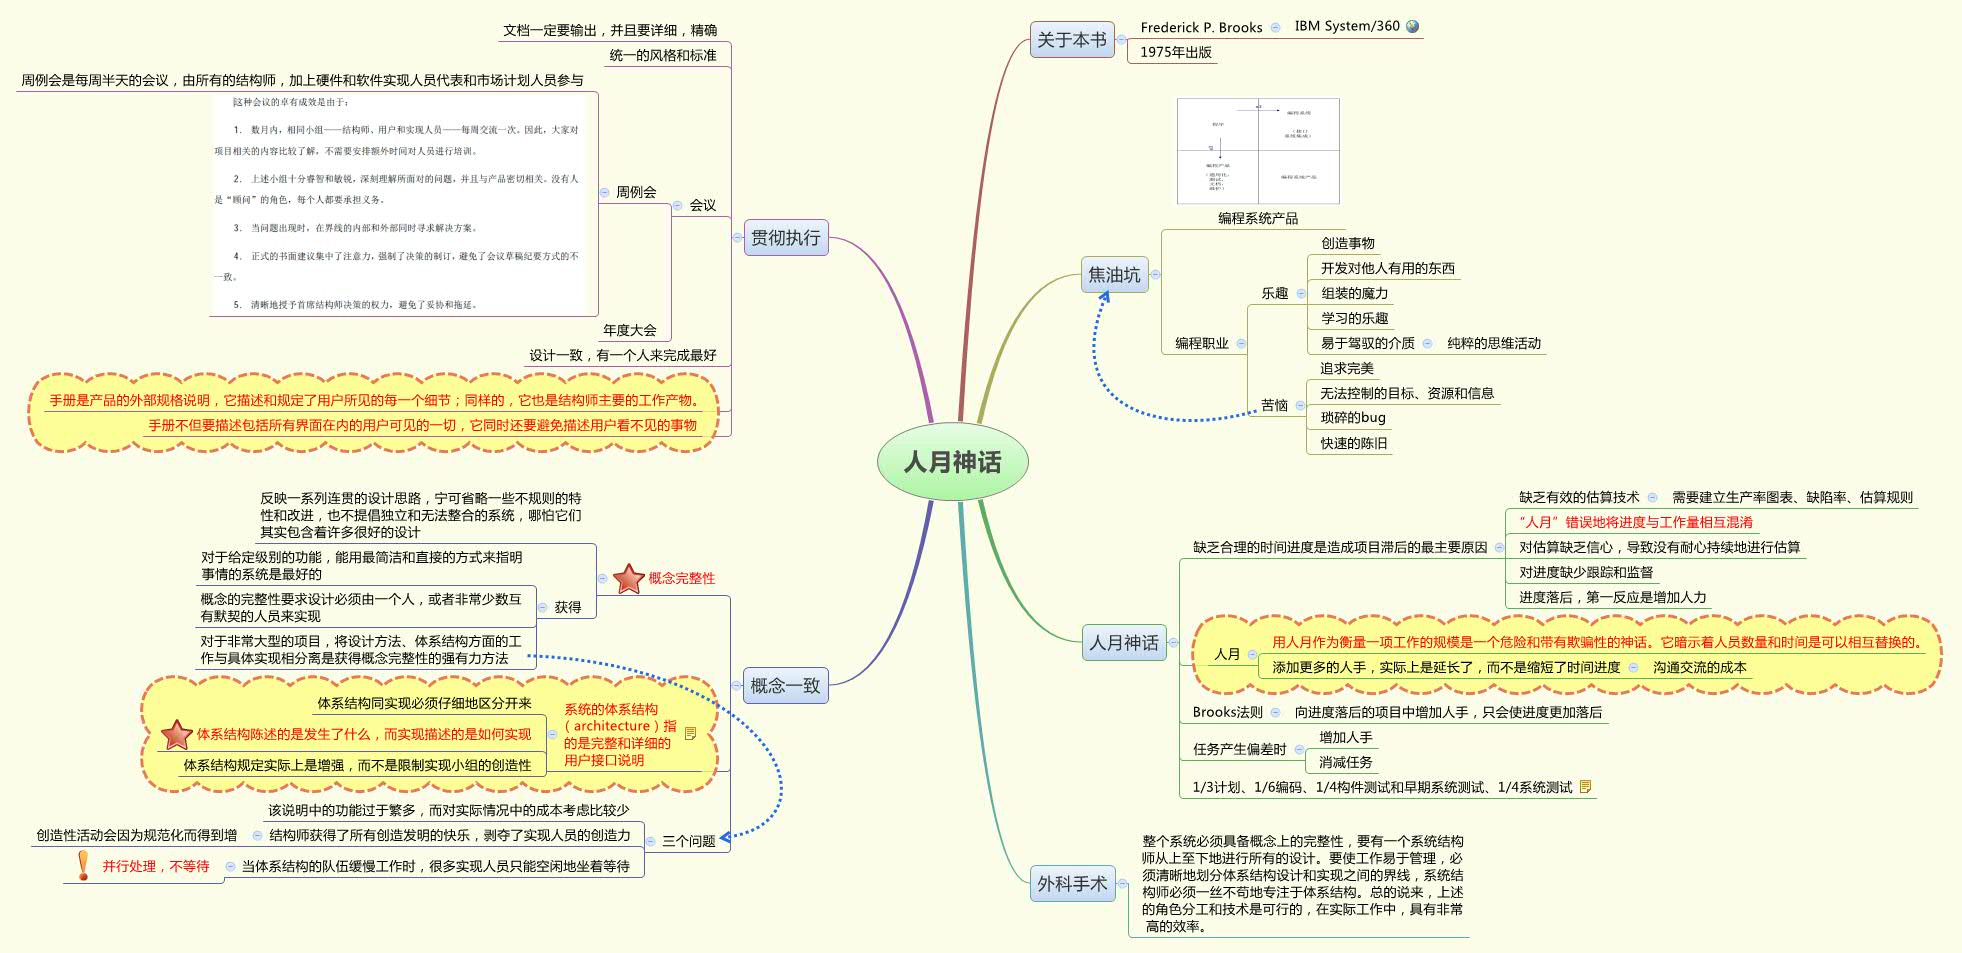 人月神话
关于本书
Frederick P. Brooks
IBM System/360
1975年出版
焦油坑
程序
编程系统
（接口
系统集成）
编程产品
（通用化，
测试，
文档，
维护）
编程系统产品
编程系统产品
编程职业
乐趣
创造事物
开发对他人有用的东西
组装的魔力
学习的乐趣
易于驾驭的介质
纯粹的思维活动
苦恼
追求完美
无法控制的目标、资源和信息
琐碎的bug
快速的陈旧
人月神话
缺乏合理的时间进度是造成项目滞后的最主要原因
缺乏有效的估算技术
需要建立生产率图表、缺陷率、估算规则
“人月”错误地将进度与工作量相互混淆
对估算缺乏信心，导致没有耐心持续地进行估算
对进度缺少跟踪和监督
进度落后，第一反应是增加人力
人月
用人月作为衡量一项工作的规模是一个危险和带有欺骗性的神话。它暗示着人员数量和时间是可以相互替换的。
添加更多的人手，实际上是延长了，而不是缩短了时间进度
沟通交流的成本
Brooks法则
向进度落后的项目中增加人手，只会使进度更加落后
任务产生偏差时
增加人手
消减任务
1/3计划、1/6编码、1/4构件测试和早期系统测试、1/4系统测试
外科手术
整个系统必须具备概念上的完整性，要有一个系统结构
师从上至下地进行所有的设计。要使工作易于管理，必
须清晰地划分体系结构设计和实现之间的界线，系统结
构师必须一丝不苟地专注于体系结构。总的说来，上述
的角色分工和技术是可行的，在实际工作中，具有非常
高的效率。
贯彻执行
文档一定要输出，并且要详细，精确
统一的风格和标准
会议
周例会
周例会是每周半天的会议，由所有的结构师，加上硬件和软件实现人员代表和市场计划人员参与
这种会议的卓有成效是由于：
1. 数月内，相同小组——结构师、用户和实现人员——每周交流一次。因此，大家对
项目相关的内容比较了解，不需要安排额外时间对人员进行培训。
2. 上述小组十分睿智和敏锐，深刻理解所面对的问题，并且与产品密切相关。没有人
是“顾问”的角色，每个人都要承担义务。
3. 当问题出现时，在界线的内部和外部同时寻求解决方案。
4. 正式的书面建议集中了注意力，强制了决策的制订，避免了会议草稿纪要方式的不
一致。
5. 清晰地授予首席结构师决策的权力，避免了妥协和拖延。
年度大会
设计一致，有一个人来完成最好
手册是产品的外部规格说明，它描述和规定了用户所见的每一个细节；同样的，它也是结构师主要的工作产物。
手册不但要描述包括所有界面在内的用户可见的一切，它同时还要避免描述用户看不见的事物
概念一致
概念完整性
反映一系列连贯的设计思路，宁可省略一些不规则的特
性和改进，也不提倡独立和无法整合的系统，哪怕它们
其实包含着许多很好的设计
获得
对于给定级别的功能，能用最简洁和直接的方式来指明
事情的系统是最好的
概念的完整性要求设计必须由一个人，或者非常少数互
有默契的人员来实现
对于非常大型的项目，将设计方法、体系结构方面的工
作与具体实现相分离是获得概念完整性的强有力方法
系统的体系结构
（architecture）指
的是完整和详细的
用户接口说明
体系结构同实现必须仔细地区分开来
体系结构陈述的是发生了什么，而实现描述的是如何实现
体系结构规定实际上是增强，而不是限制实现小组的创造性
三个问题
该说明中的功能过于繁多，而对实际情况中的成本考虑比较少
结构师获得了所有创造发明的快乐，剥夺了实现人员的创造力
创造性活动会因为规范化而得到增
当体系结构的队伍缓慢工作时，很多实现人员只能空闲地坐着等待
并行处理，不等待